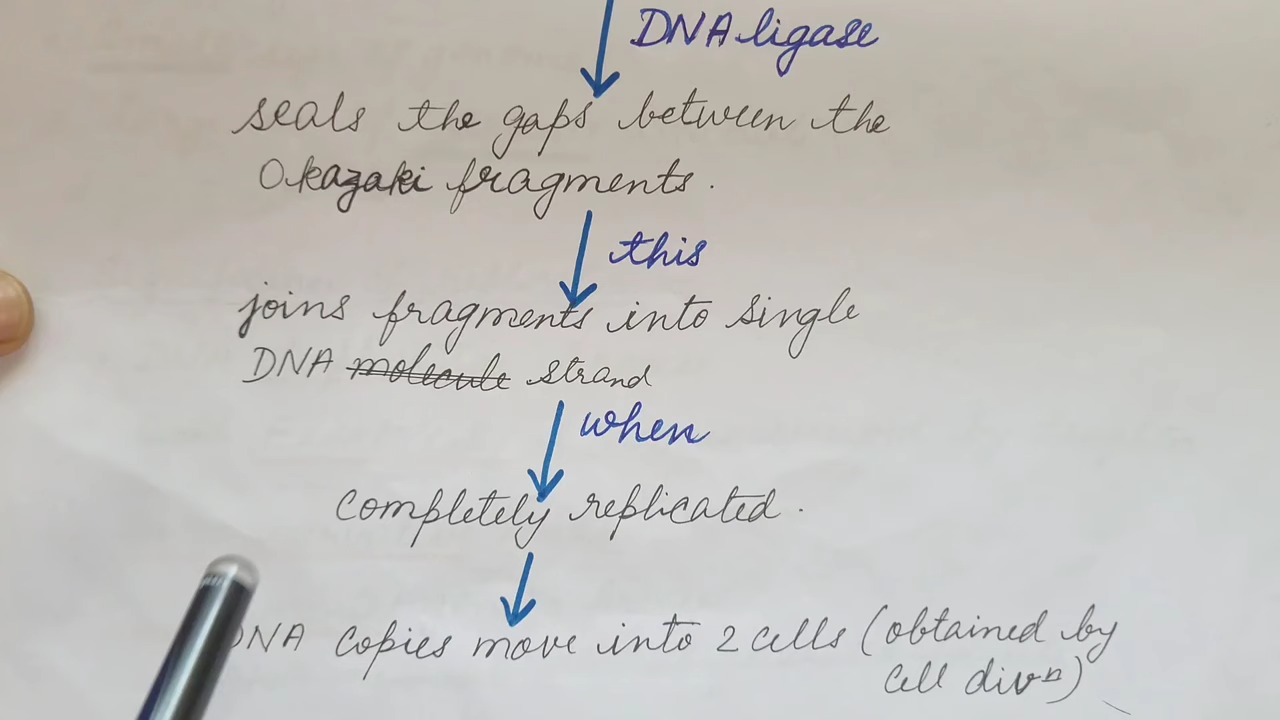 DNA ligase
seals the gaps between the
Okazaki fragments.
this
joins fragments into single
DNA molecule strand
when
completely replicated.
DNA copies move into 2 cells (obtained by
cell divn)